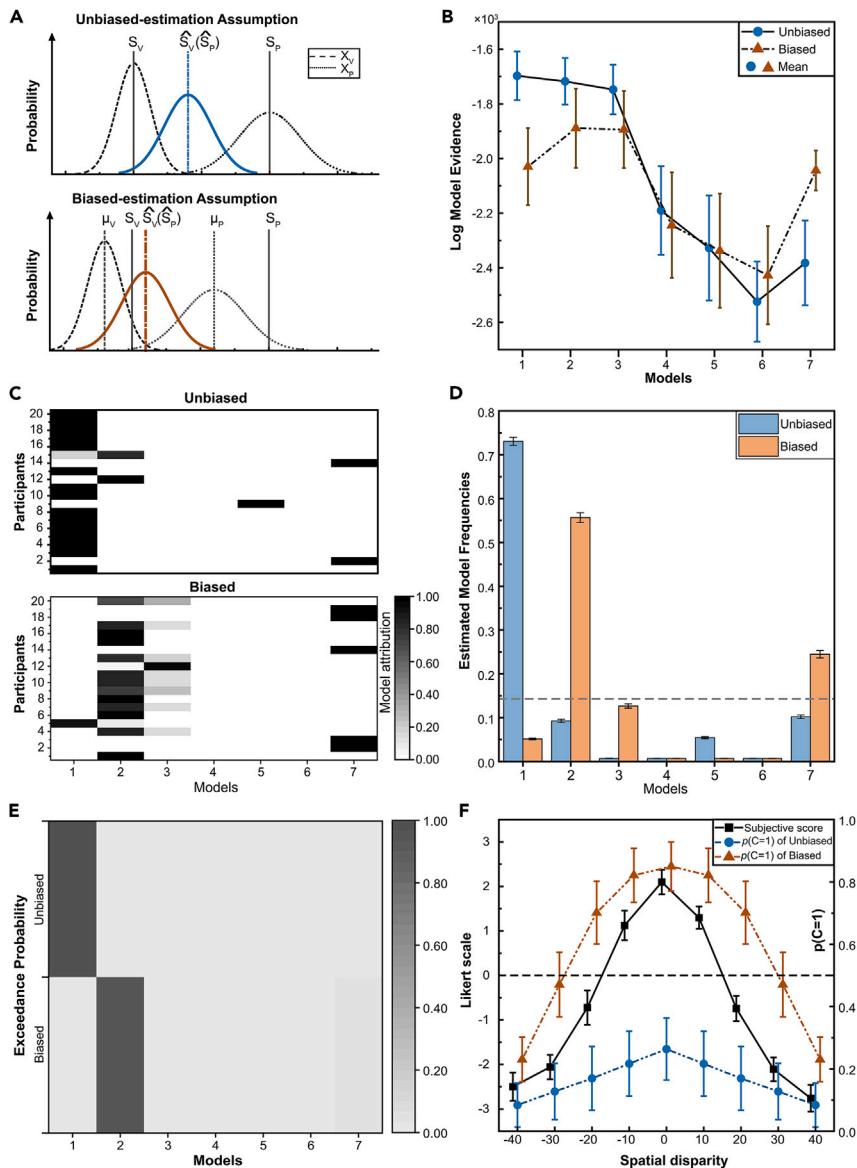 A
Unbiased-estimation Assumption
S_V
Ŝ_V(Ŝ_P)
S_P
X_V
X_P
Probability
Biased-estimation Assumption
μ_V
S_V
Ŝ_V(Ŝ_P)
μ_P
S_P
Probability
B
×10³
-1.6
-1.8
-2.0
-2.2
-2.4
-2.6
Log Model Evidence
Unbiased
Biased
Mean
1 2 3 4 5 6 7
Models
C
Unbiased
20
18
16
14
12
10
8
6
4
2
Participants
Biased
20
18
16
14
12
10
8
6
4
2
Participants
1 2 3 4 5 6 7
Models
Model attribution
1.00
0.80
0.60
0.40
0.20
0.00
D
0.8
0.7
0.6
0.5
0.4
0.3
0.2
0.1
0.0
Estimated Model Frequencies
Unbiased
Biased
1 2 3 4 5 6 7
Models
E
Exceedance Probability
Unbiased
Biased
1 2 3 4 5 6 7
Models
1.00
0.80
0.60
0.40
0.20
0.00
F
Subjective score
p(C=1) of Unbiased
p(C=1) of Biased
3
2
1
0
-1
-2
-3
Likert scale
1.0
0.8
0.6
0.4
0.2
0.0
p(C=1)
-40 -30 -20 -10 0 10 20 30 40
Spatial disparity